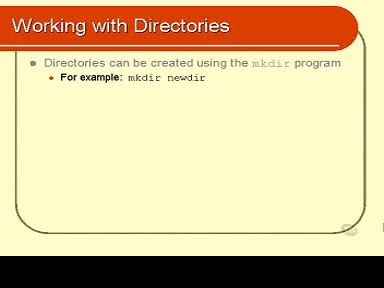 Working with Directories
Directories can be created using the mkdir program
For example: mkdir newdir